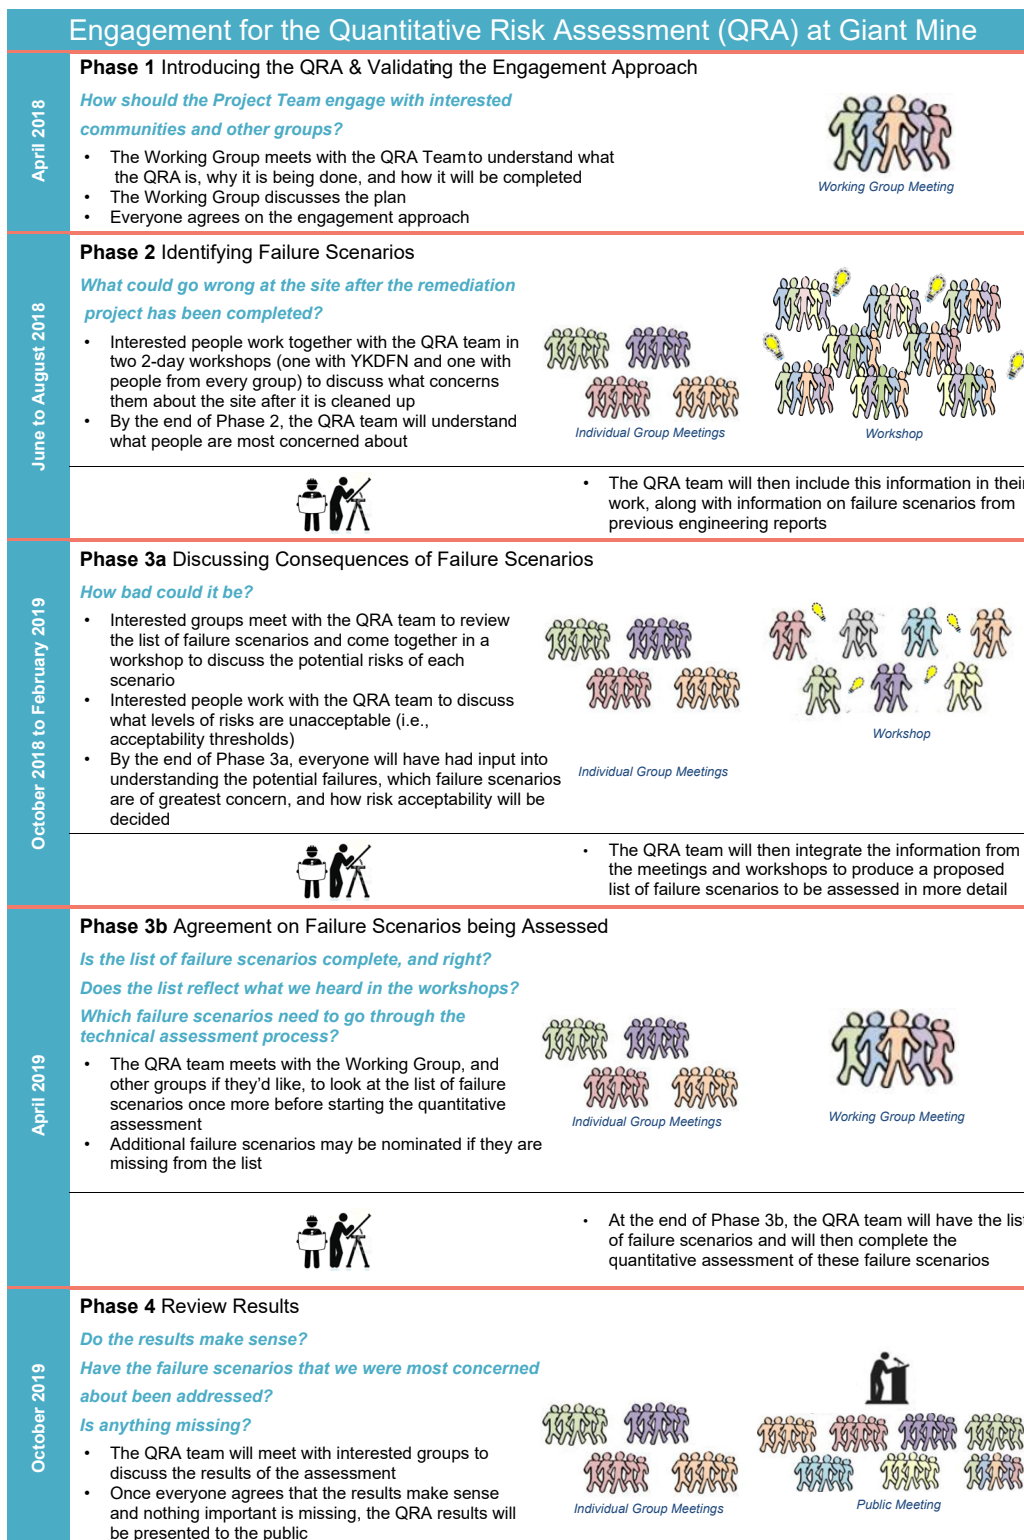 Engagement for the Quantitative Risk Assessment (QRA) at Giant Mine
April 2018
Phase 1 Introducing the QRA & Validating the Engagement Approach
How should the Project Team engage with interested
communities and other groups?
• The Working Group meets with the QRA Team to understand what
the QRA is, why it is being done, and how it will be completed
• The Working Group discusses the plan
• Everyone agrees on the engagement approach
Working Group Meeting
June to August 2018
Phase 2 Identifying Failure Scenarios
What could go wrong at the site after the remediation
project has been completed?
• Interested people work together with the QRA team in
two 2-day workshops (one with YKDFN and one with
people from every group) to discuss what concerns
them about the site after it is cleaned up
• By the end of Phase 2, the QRA team will understand
what people are most concerned about
Individual Group Meetings
Workshop
• The QRA team will then include this information in their
work, along with information on failure scenarios from
previous engineering reports
October 2018 to February 2019
Phase 3a Discussing Consequences of Failure Scenarios
How bad could it be?
• Interested groups meet with the QRA team to review
the list of failure scenarios and come together in a
workshop to discuss the potential risks of each
scenario
• Interested people work with the QRA team to discuss
what levels of risks are unacceptable (i.e.,
acceptability thresholds)
• By the end of Phase 3a, everyone will have had input into
understanding the potential failures, which failure scenarios
are of greatest concern, and how risk acceptability will be
decided
Individual Group Meetings
Workshop
• The QRA team will then integrate the information from
the meetings and workshops to produce a proposed
list of failure scenarios to be assessed in more detail
April 2019
Phase 3b Agreement on Failure Scenarios being Assessed
Is the list of failure scenarios complete, and right?
Does the list reflect what we heard in the workshops?
Which failure scenarios need to go through the
technical assessment process?
• The QRA team meets with the Working Group, and
other groups if they'd like, to look at the list of failure
scenarios once more before starting the quantitative
assessment
• Additional failure scenarios may be nominated if they are
missing from the list
Individual Group Meetings
Working Group Meeting
• At the end of Phase 3b, the QRA team will have the list
of failure scenarios and will then complete the
quantitative assessment of these failure scenarios
October 2019
Phase 4 Review Results
Do the results make sense?
Have the failure scenarios that we were most concerned
about been addressed?
Is anything missing?
• The QRA team will meet with interested groups to
discuss the results of the assessment
• Once everyone agrees that the results make sense
and nothing important is missing, the QRA results will
be presented to the public
Individual Group Meetings
Public Meeting